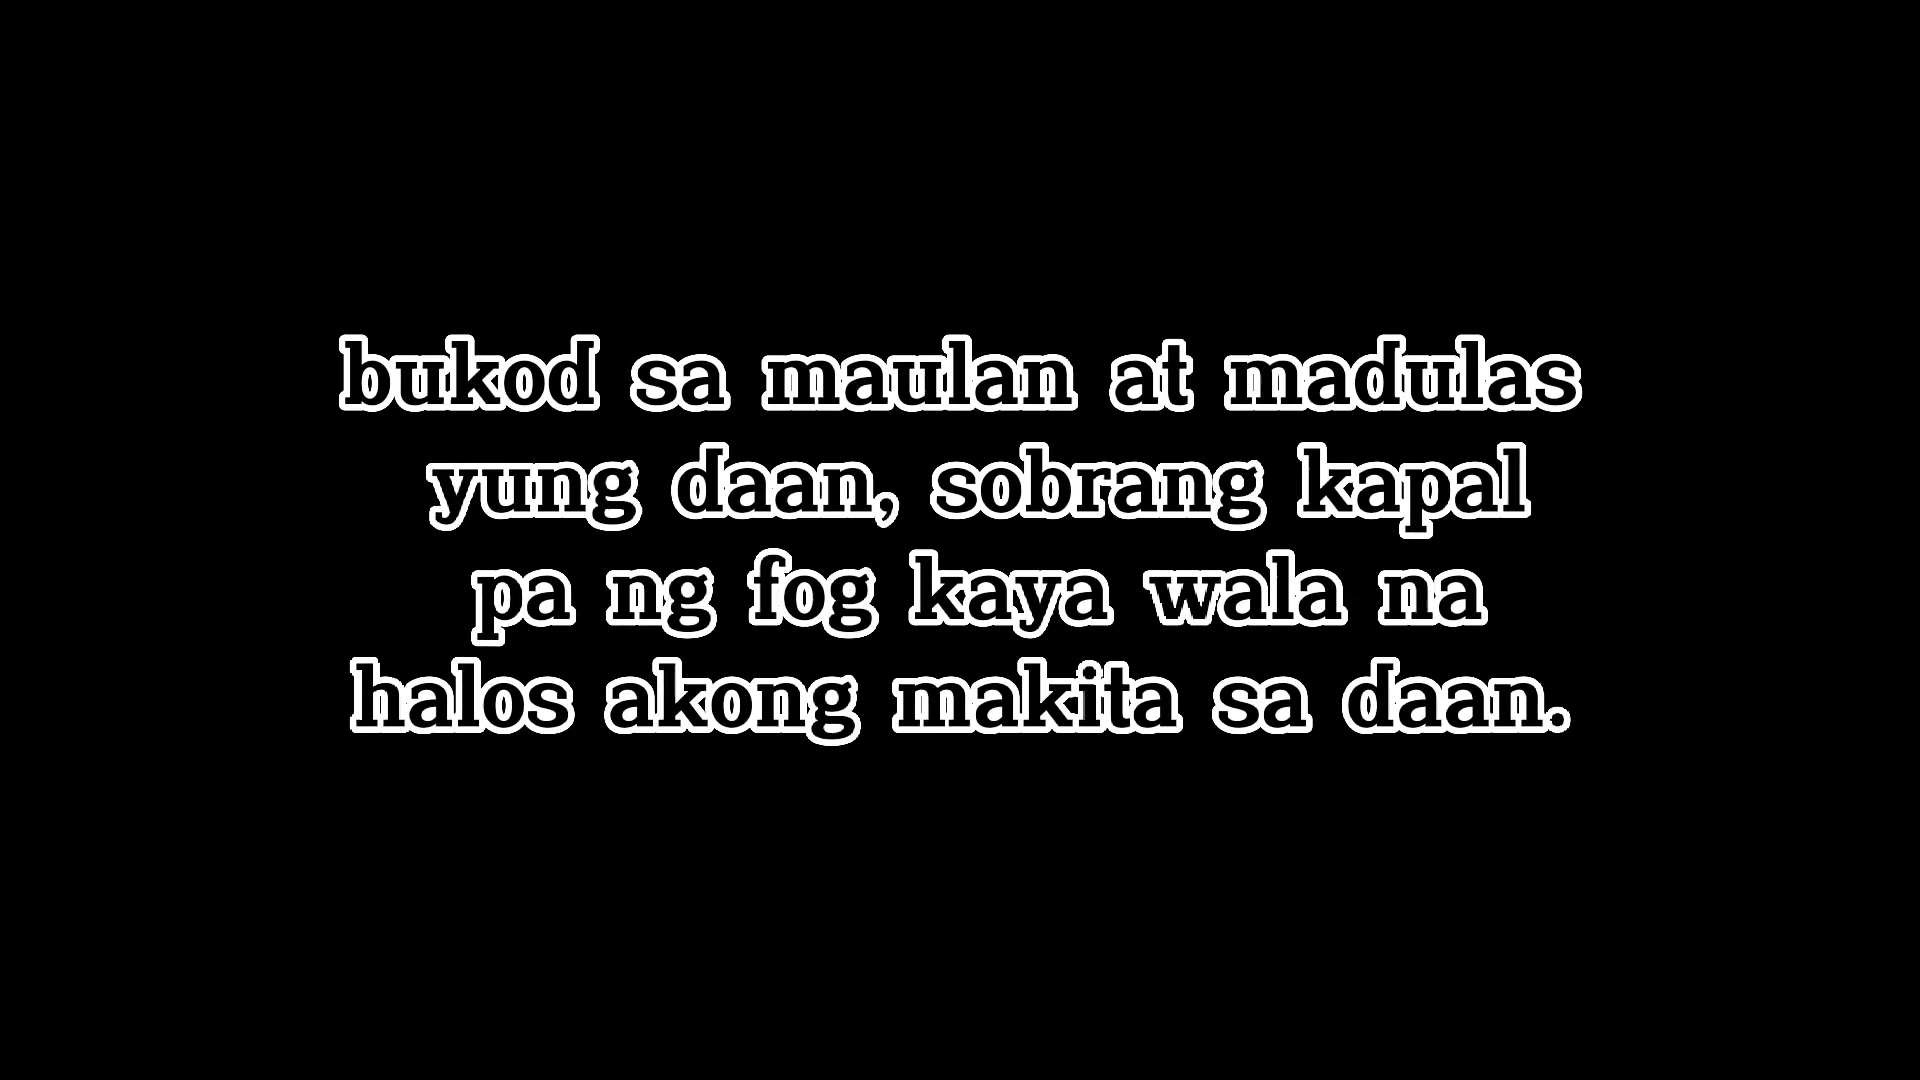 bukod sa maulan at madulas
yung daan, sobrang kapal
pa ng fog kaya wala na
halos akong makita sa daan.